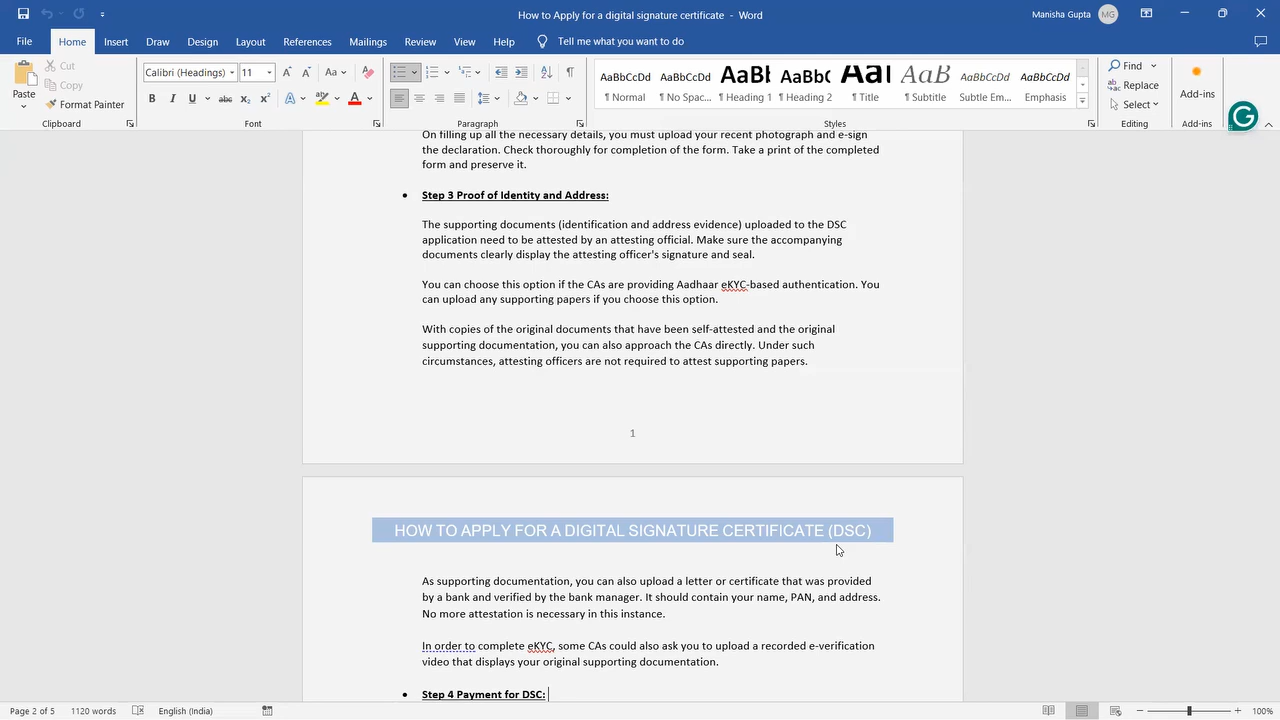 How to Apply for a digital signature certificate - Word
Manisha Gupta MG
File Home Insert Draw Design Layout References Mailings Review View Help Tell me what you want to do
Paste
Cut
Copy
Format Painter
Clipboard
Calibri (Headings) 11
Font
Paragraph
AaBbCcDd AaBbCcDd AaBb( AaBbC AaB AaB AaBbCcDd AaBbCcDd
¶ Normal ¶ No Spac... ¶ Heading 1 ¶ Heading 2 ¶ Title ¶ Subtitle Subtle Em... Emphasis
Styles
Find
Replace
Select
Editing
Add-ins
Add-ins
On filling up all the necessary details, you must upload your recent photograph and e-sign
the declaration. Check thoroughly for completion of the form. Take a print of the completed
form and preserve it.
• Step 3 Proof of Identity and Address:
The supporting documents (identification and address evidence) uploaded to the DSC
application need to be attested by an attesting official. Make sure the accompanying
documents clearly display the attesting officer's signature and seal.
You can choose this option if the CAs are providing Aadhaar eKYC-based authentication. You
can upload any supporting papers if you choose this option.
With copies of the original documents that have been self-attested and the original
supporting documentation, you can also approach the CAs directly. Under such
circumstances, attesting officers are not required to attest supporting papers.
1
HOW TO APPLY FOR A DIGITAL SIGNATURE CERTIFICATE (DSC)
As supporting documentation, you can also upload a letter or certificate that was provided
by a bank and verified by the bank manager. It should contain your name, PAN, and address.
No more attestation is necessary in this instance.
In order to complete eKYC, some CAs could also ask you to upload a recorded e-verification
video that displays your original supporting documentation.
• Step 4 Payment for DSC:
Page 2 of 5 1120 words English (India) 100%